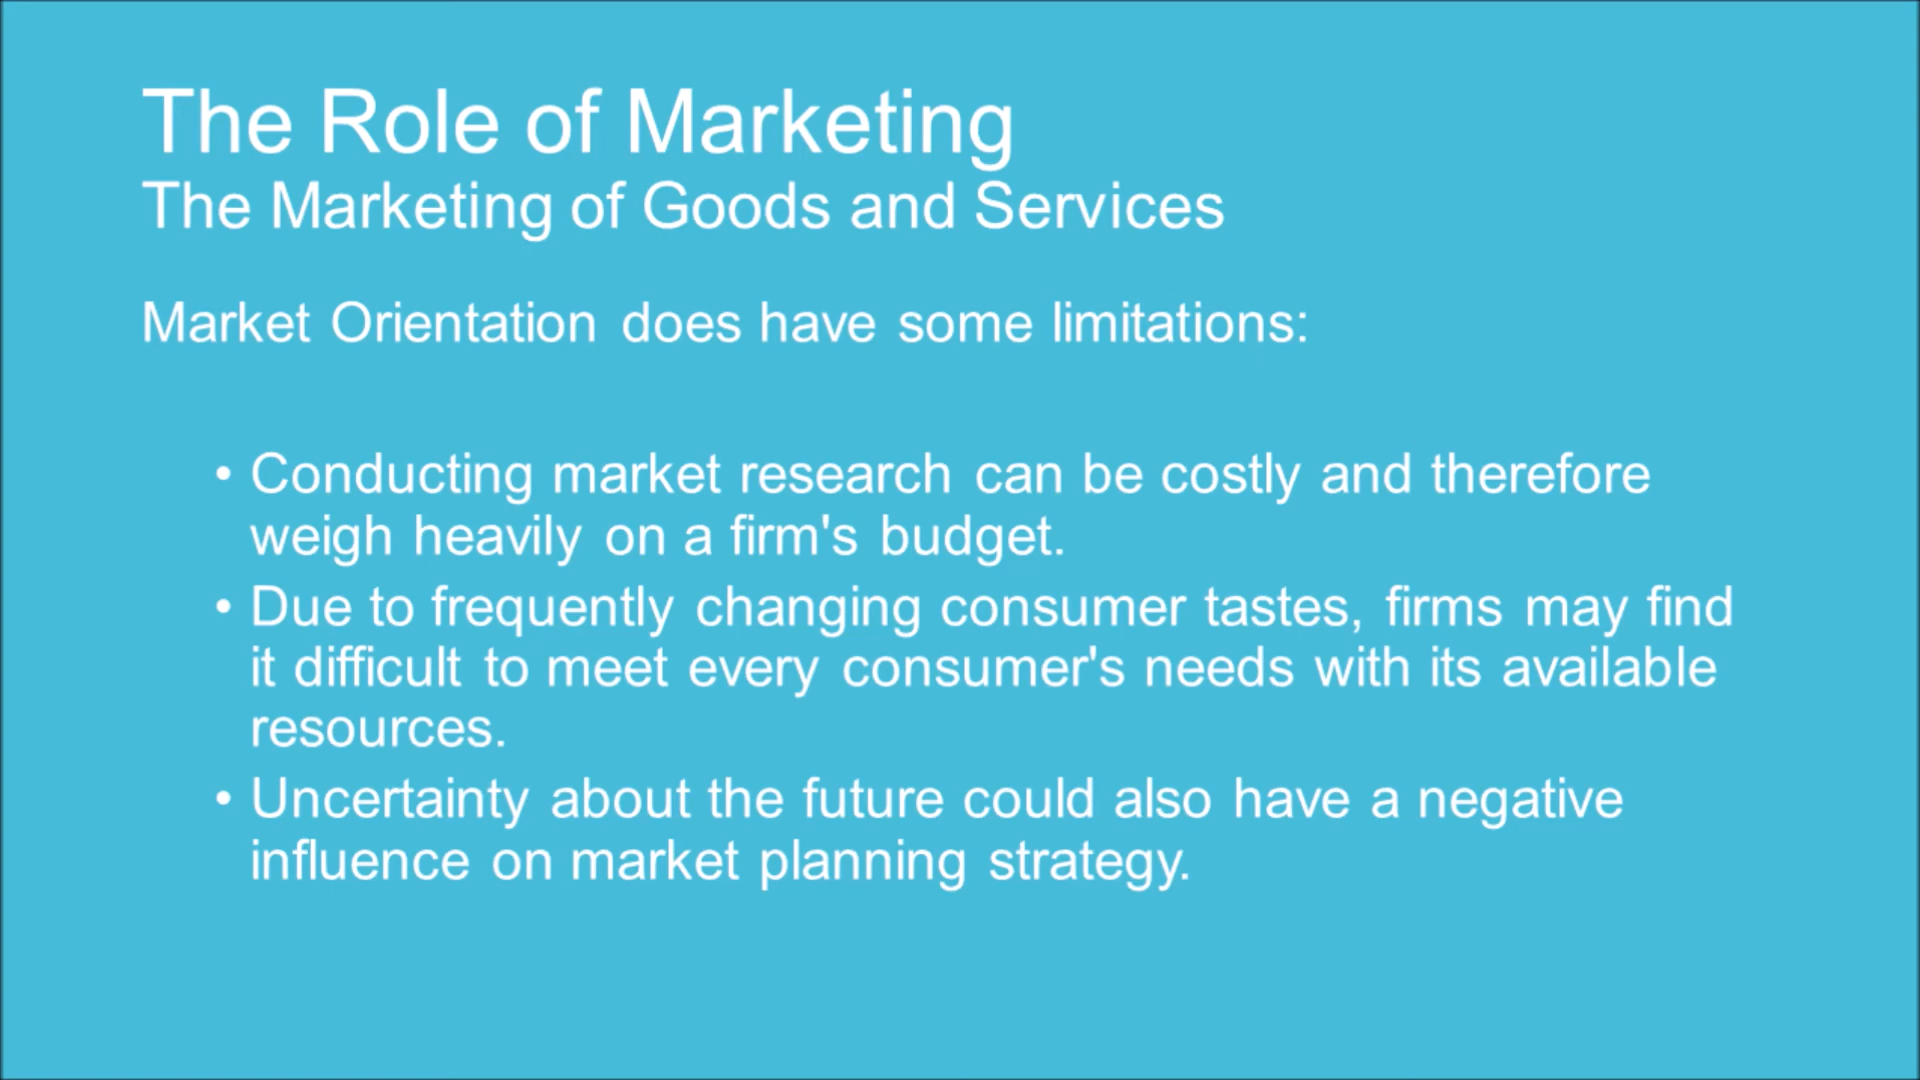 The Role of Marketing
The Marketing of Goods and Services
Market Orientation does have some limitations:
• Conducting market research can be costly and therefore
weigh heavily on a firm's budget.
• Due to frequently changing consumer tastes, firms may find
it difficult to meet every consumer's needs with its available
resources.
• Uncertainty about the future could also have a negative
influence on market planning strategy.